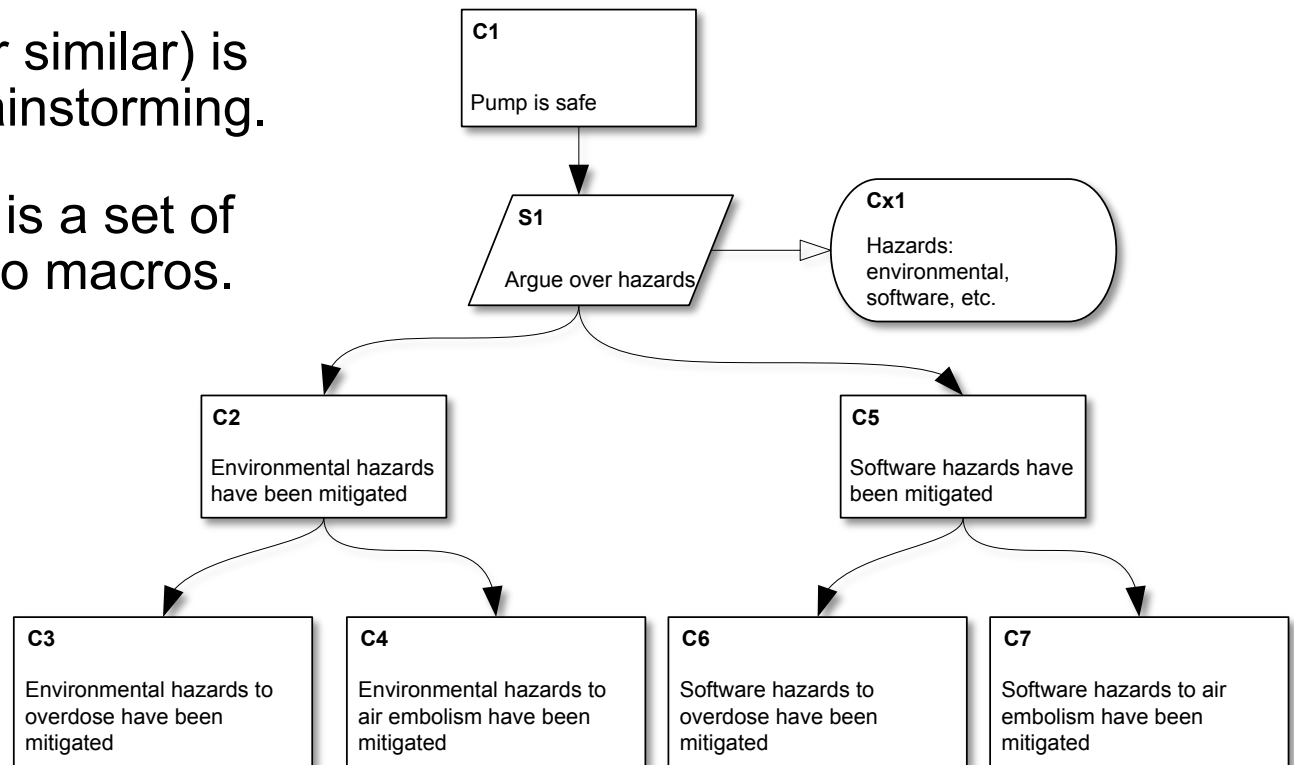 r similar) is
ainstorming.
is a set of
o macros.
C1
Pump is safe
S1
Argue over hazards
Cx1
Hazards:
environmental,
software, etc.
C2
Environmental hazards
have been mitigated
C5
Software hazards have
been mitigated
C3
Environmental hazards to
overdose have been
mitigated
C4
Environmental hazards to
air embolism have been
mitigated
C6
Software hazards to
overdose have been
mitigated
C7
Software hazards to air
embolism have been
mitigated